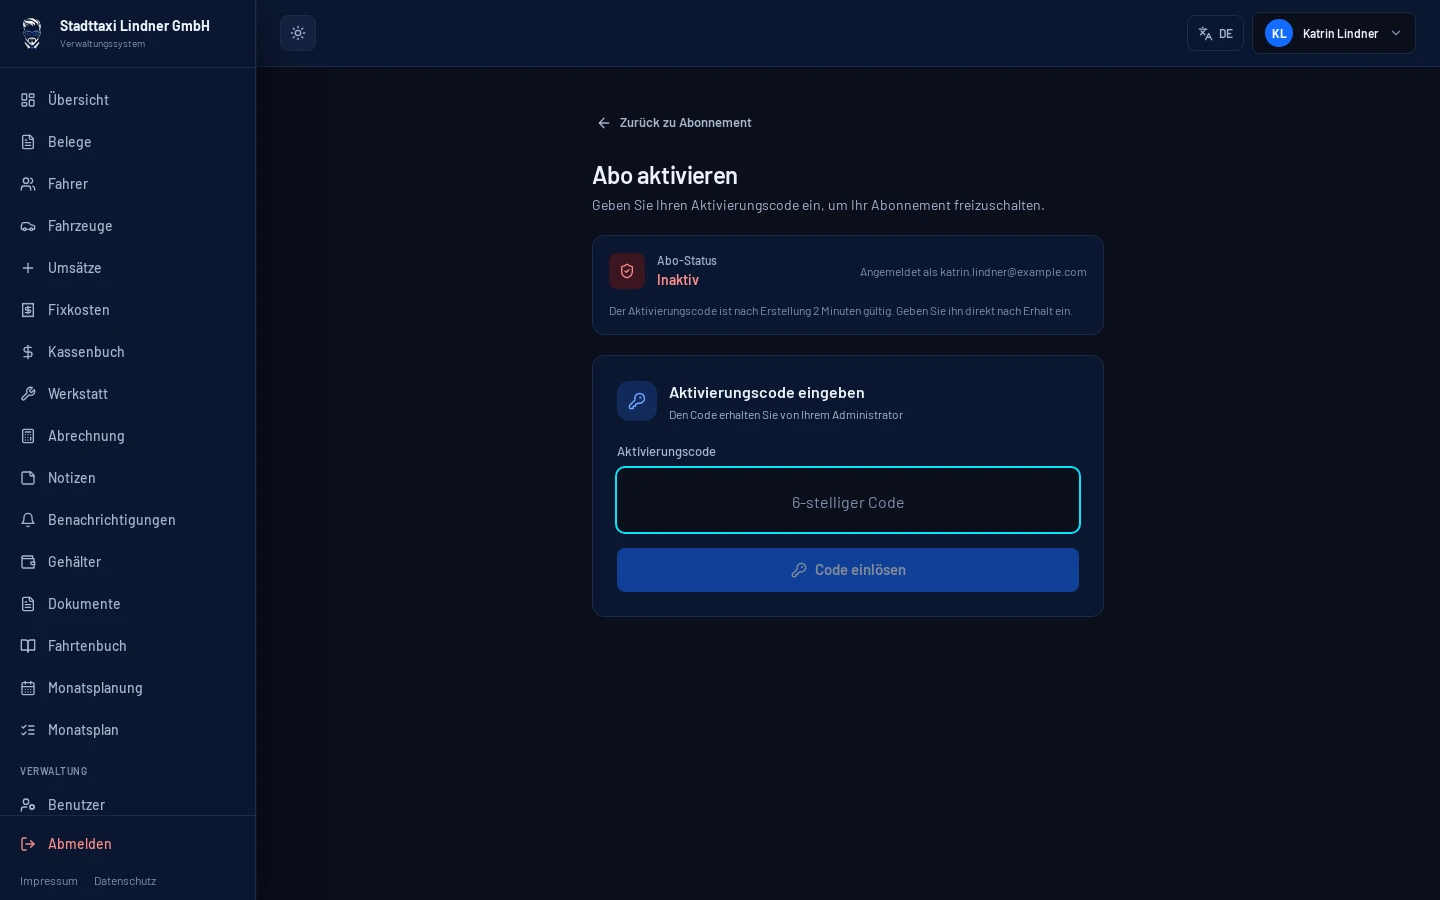 Stadttaxi Lindner GmbH
Verwaltungssystem
Übersicht
Belege
Fahrer
Fahrzeuge
Umsätze
Fixkosten
Kassenbuch
Werkstatt
Abrechnung
Notizen
Benachrichtigungen
Gehälter
Dokumente
Fahrtenbuch
Monatsplanung
Monatsplan
VERWALTUNG
Benutzer
Abmelden
Impressum Datenschutz
DE
KL Katrin Lindner
Zurück zu Abonnement
Abo aktivieren
Geben Sie Ihren Aktivierungscode ein, um Ihr Abonnement freizuschalten.
Abo-Status
Inaktiv
Angemeldet als katrin.lindner@example.com
Der Aktivierungscode ist nach Erstellung 2 Minuten gültig. Geben Sie ihn direkt nach Erhalt ein.
Aktivierungscode eingeben
Den Code erhalten Sie von Ihrem Administrator
Aktivierungscode
6-stelliger Code
Code einlösen